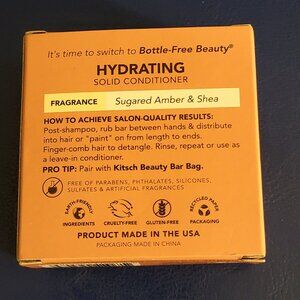 It's time to switch to Bottle-Free Beauty®
HYDRATING
SOLID CONDITIONER
FRAGRANCE Sugared Amber & Shea
HOW TO ACHIEVE SALON-QUALITY RESULTS:
Post-shampoo, rub bar between hands & distribute
into hair or "paint" on from length to ends.
Finger-comb hair to detangle. Rinse, repeat or use as
a leave-in conditioner.
PRO TIP: Pair with Kitsch Beauty Bar Bag.
FREE OF PARABENS, PHTHALATES, SILICONES,
SULFATES & ARTIFICIAL FRAGRANCES
EARTH-FRIENDLY
INGREDIENTS
CRUELTY-FREE
GLUTEN-FREE
RECYCLED PAPER
PACKAGING
PRODUCT MADE IN THE USA
PACKAGING MADE IN CHINA